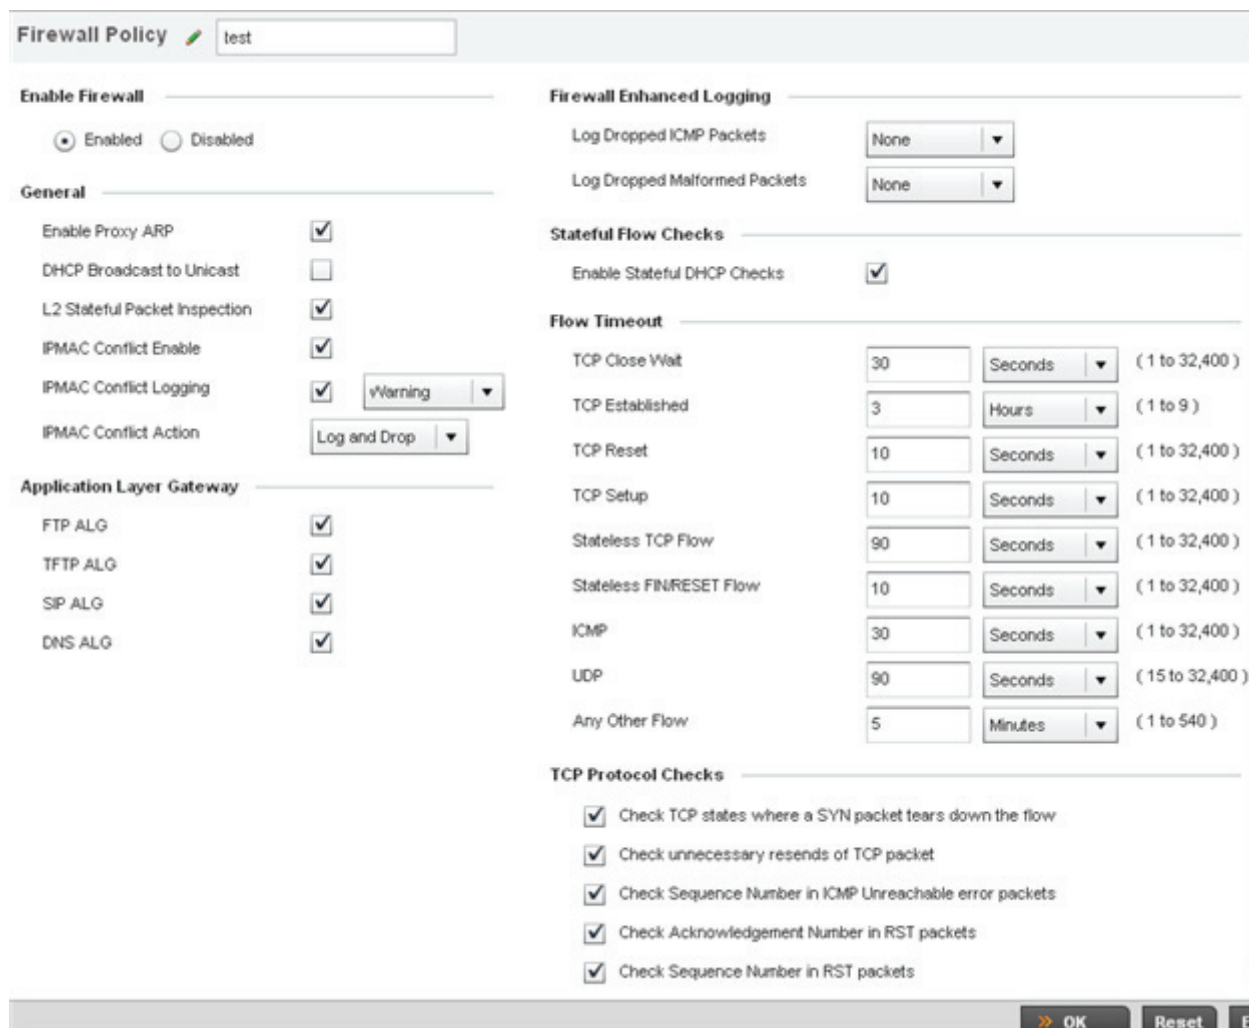 Firewall Policy test
Enable Firewall
Enabled Disabled
General
Enable Proxy ARP
DHCP Broadcast to Unicast
L2 Stateful Packet Inspection
IPMAC Conflict Enable
IPMAC Conflict Logging Warning
IPMAC Conflict Action Log and Drop
Application Layer Gateway
FTP ALG
TFTP ALG
SIP ALG
DNS ALG
Firewall Enhanced Logging
Log Dropped ICMP Packets None
Log Dropped Malformed Packets None
Stateful Flow Checks
Enable Stateful DHCP Checks
Flow Timeout
TCP Close Wait 30 Seconds ( 1 to 32,400 )
TCP Established 3 Hours ( 1 to 9 )
TCP Reset 10 Seconds ( 1 to 32,400 )
TCP Setup 10 Seconds ( 1 to 32,400 )
Stateless TCP Flow 90 Seconds ( 1 to 32,400 )
Stateless FIN/RESET Flow 10 Seconds ( 1 to 32,400 )
ICMP 30 Seconds ( 1 to 32,400 )
UDP 90 Seconds ( 15 to 32,400 )
Any Other Flow 5 Minutes ( 1 to 540 )
TCP Protocol Checks
Check TCP states where a SYN packet tears down the flow
Check unnecessary resends of TCP packet
Check Sequence Number in ICMP Unreachable error packets
Check Acknowledgement Number in RST packets
Check Sequence Number in RST packets
OK Reset